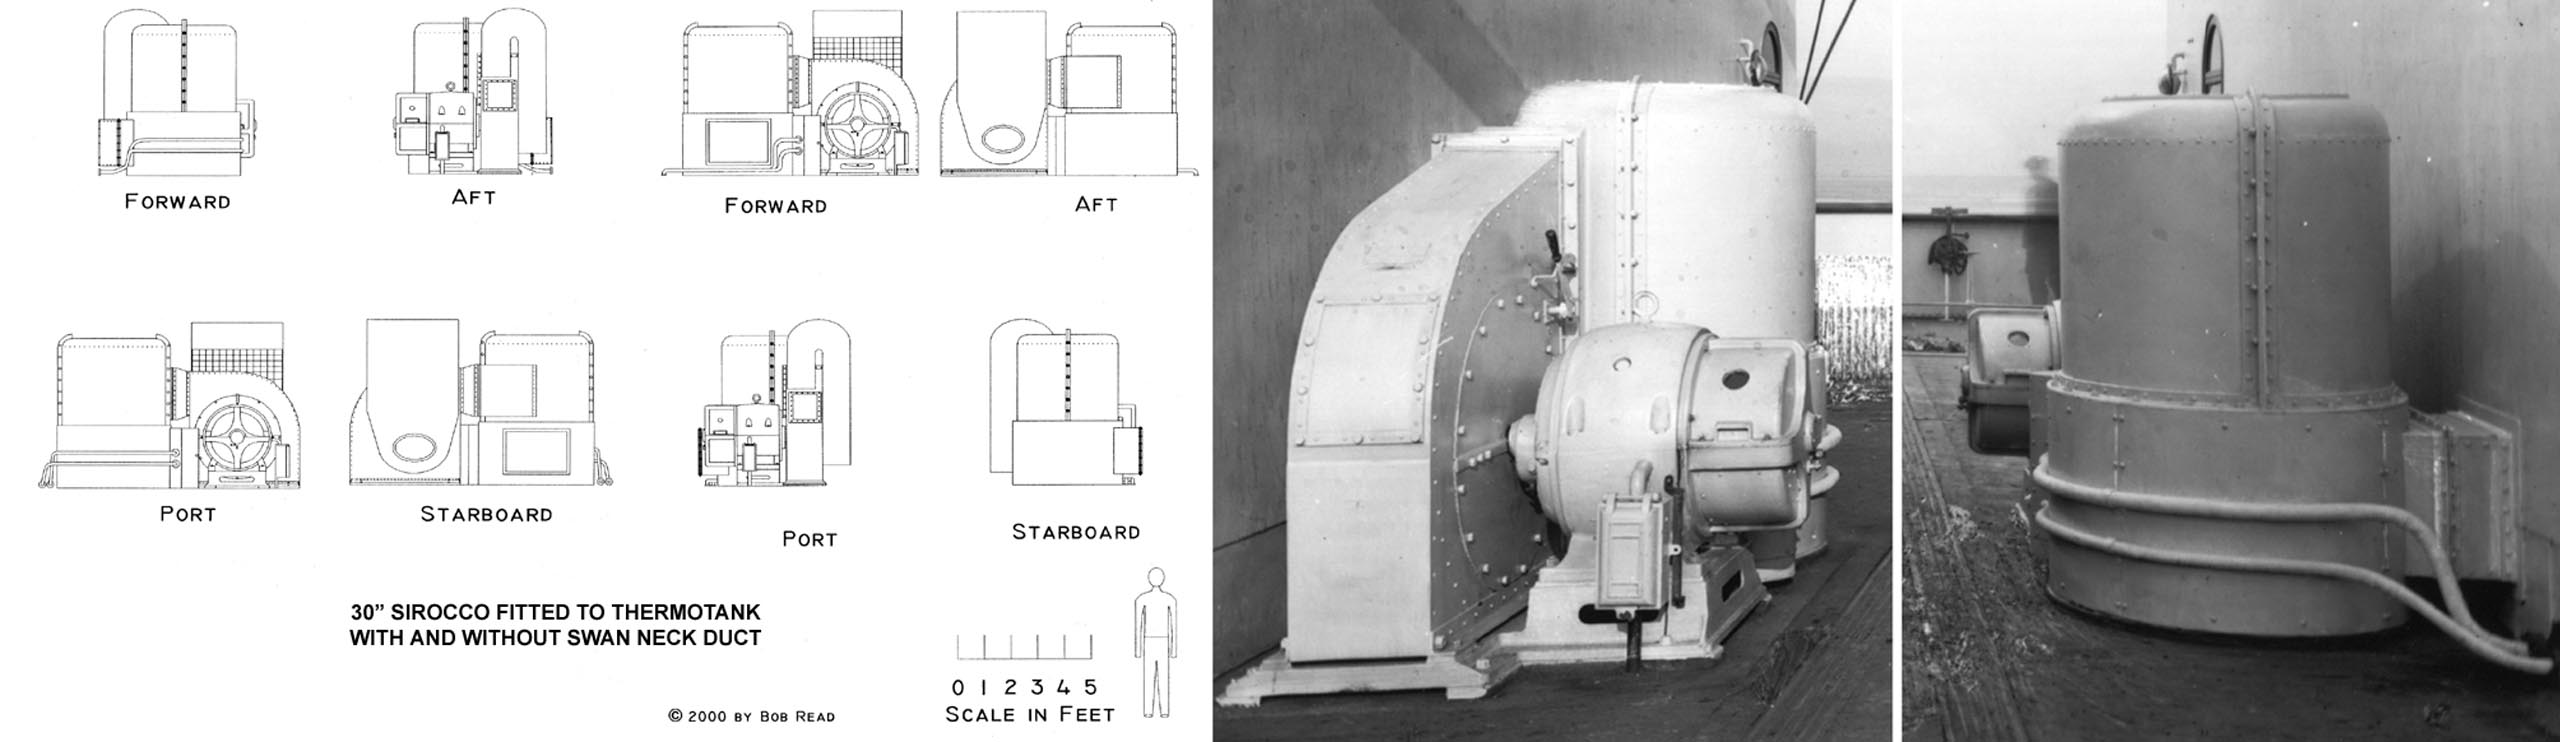 FORWARD
AFT
FORWARD
AFT
PORT
STARBOARD
PORT
STARBOARD
30” SIROCCO FITTED TO THERMOTANK
WITH AND WITHOUT SWAN NECK DUCT
0 1 2 3 4 5
SCALE IN FEET
© 2000 BY BOB READ